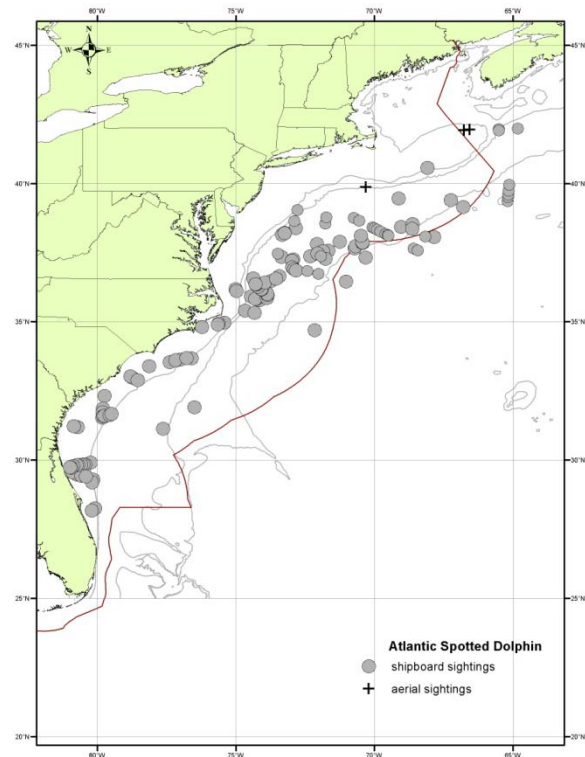 80°W 75°W 70°W 65°W
45°N 45°N
N
W E
S
40°N 40°N
35°N 35°N
30°N 30°N
25°N 25°N
Atlantic Spotted Dolphin
shipboard sightings
aerial sightings
20°N 20°N
80°W 75°W 70°W 65°W